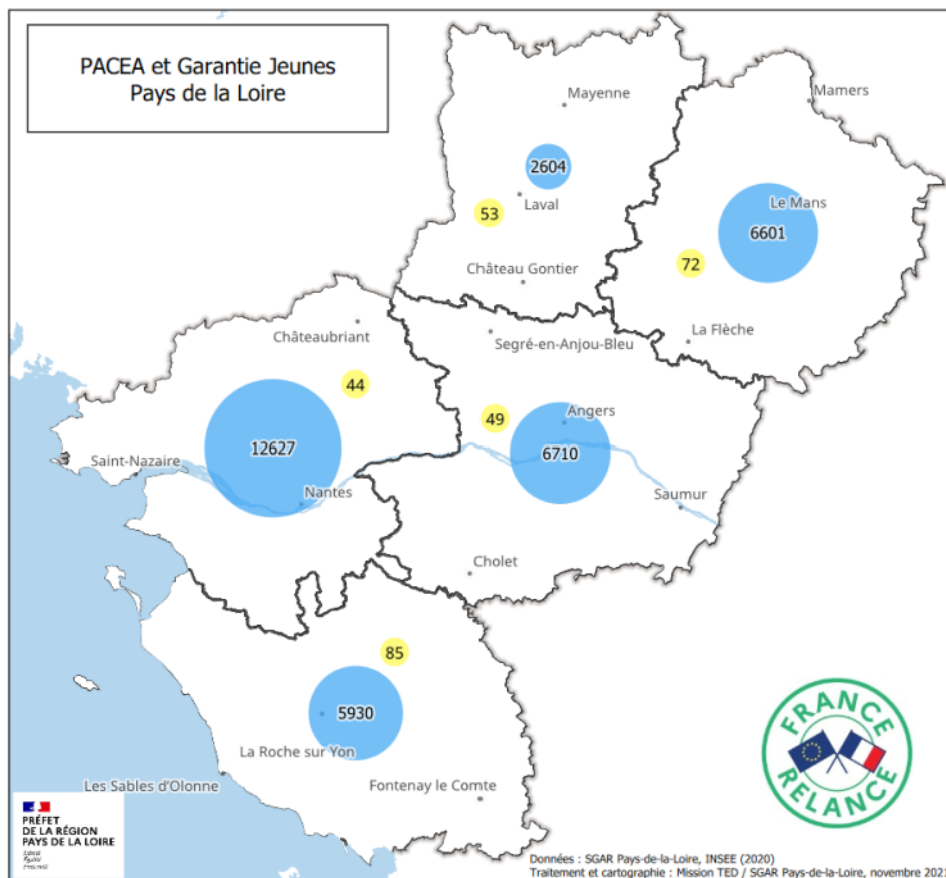 PACEA et Garantie Jeunes
Pays de la Loire
Mayenne
Mamers
2604
Laval
53
Le Mans
6601
72
Château Gontier
Châteaubriant
Segré-en-Anjou-Bleu
La Flèche
44
49
Angers
12627
6710
Saint-Nazaire
Nantes
Saumur
Cholet
85
5930
La Roche sur Yon
Les Sables d'Olonne
Fontenay le Comte
FRANCE
RELANCE
PRÉFET
DE LA RÉGION
PAYS DE LA LOIRE
Liberté
Égalité
Fraternité
Données : SGAR Pays-de-la-Loire, INSEE (2020)
Traitement et cartographie : Mission TED / SGAR Pays-de-la-Loire, novembre 202